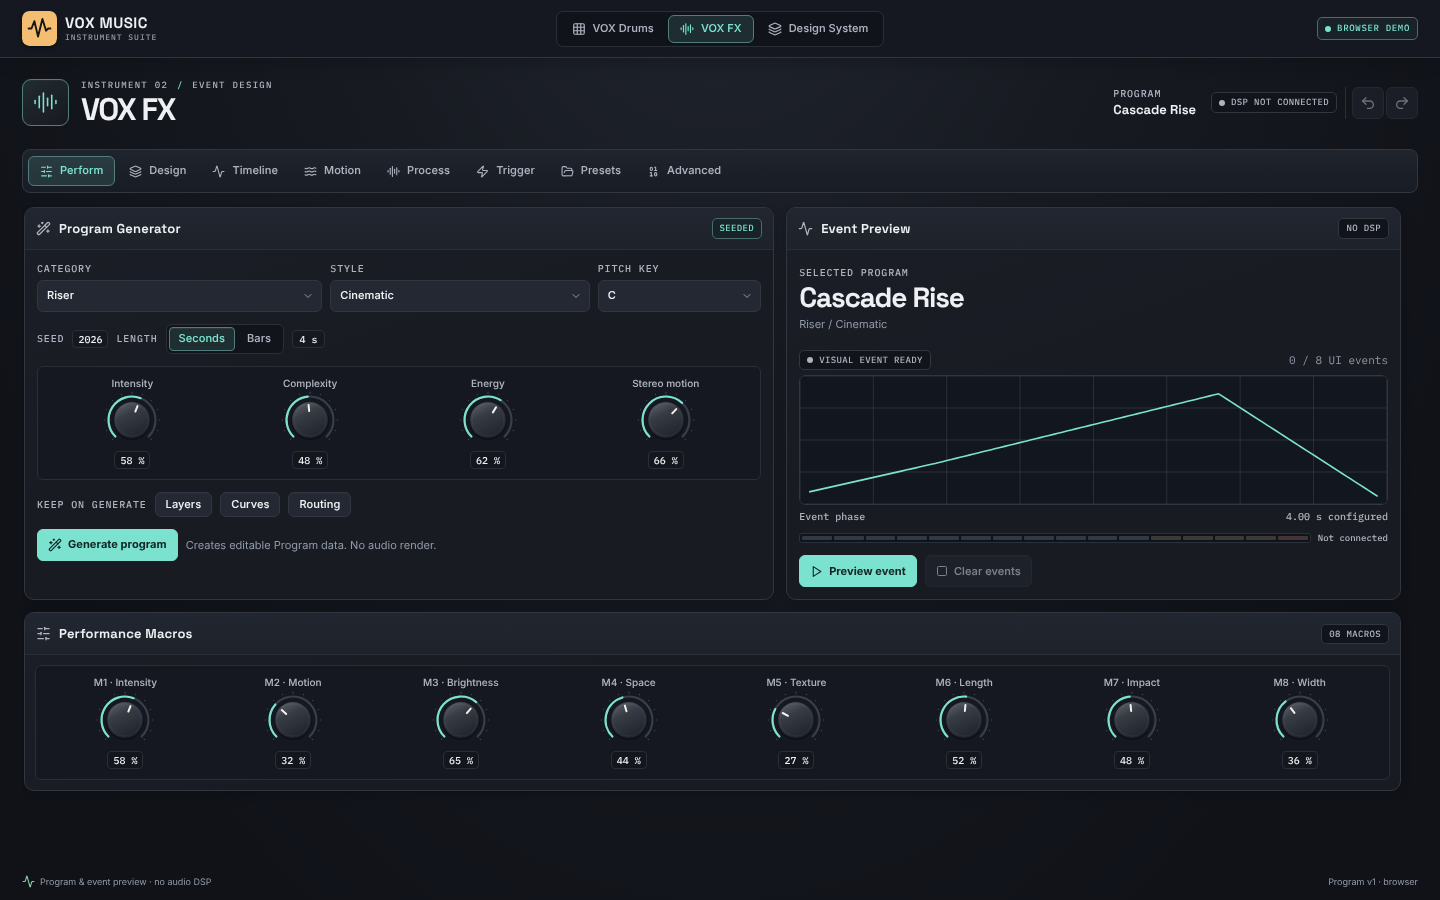 VOX MUSIC
INSTRUMENT SUITE
VOX Drums
VOX FX
Design System
BROWSER DEMO
INSTRUMENT 02 / EVENT DESIGN
VOX FX
PROGRAM
Cascade Rise
DSP NOT CONNECTED
Perform
Design
Timeline
Motion
Process
Trigger
Presets
Advanced
Program Generator
SEEDED
CATEGORY
STYLE
PITCH KEY
Riser
Cinematic
C
SEED
2026
LENGTH
Seconds
Bars
4 s
Intensity
Complexity
Energy
Stereo motion
58 %
48 %
62 %
66 %
KEEP ON GENERATE
Layers
Curves
Routing
Generate program
Creates editable Program data. No audio render.
Event Preview
NO DSP
SELECTED PROGRAM
Cascade Rise
Riser / Cinematic
VISUAL EVENT READY
0 / 8 UI events
Event phase
4.00 s configured
Not connected
Preview event
Clear events
Performance Macros
08 MACROS
M1 · Intensity
M2 · Motion
M3 · Brightness
M4 · Space
M5 · Texture
M6 · Length
M7 · Impact
M8 · Width
58 %
32 %
65 %
44 %
27 %
52 %
48 %
36 %
Program & event preview · no audio DSP
Program v1 · browser